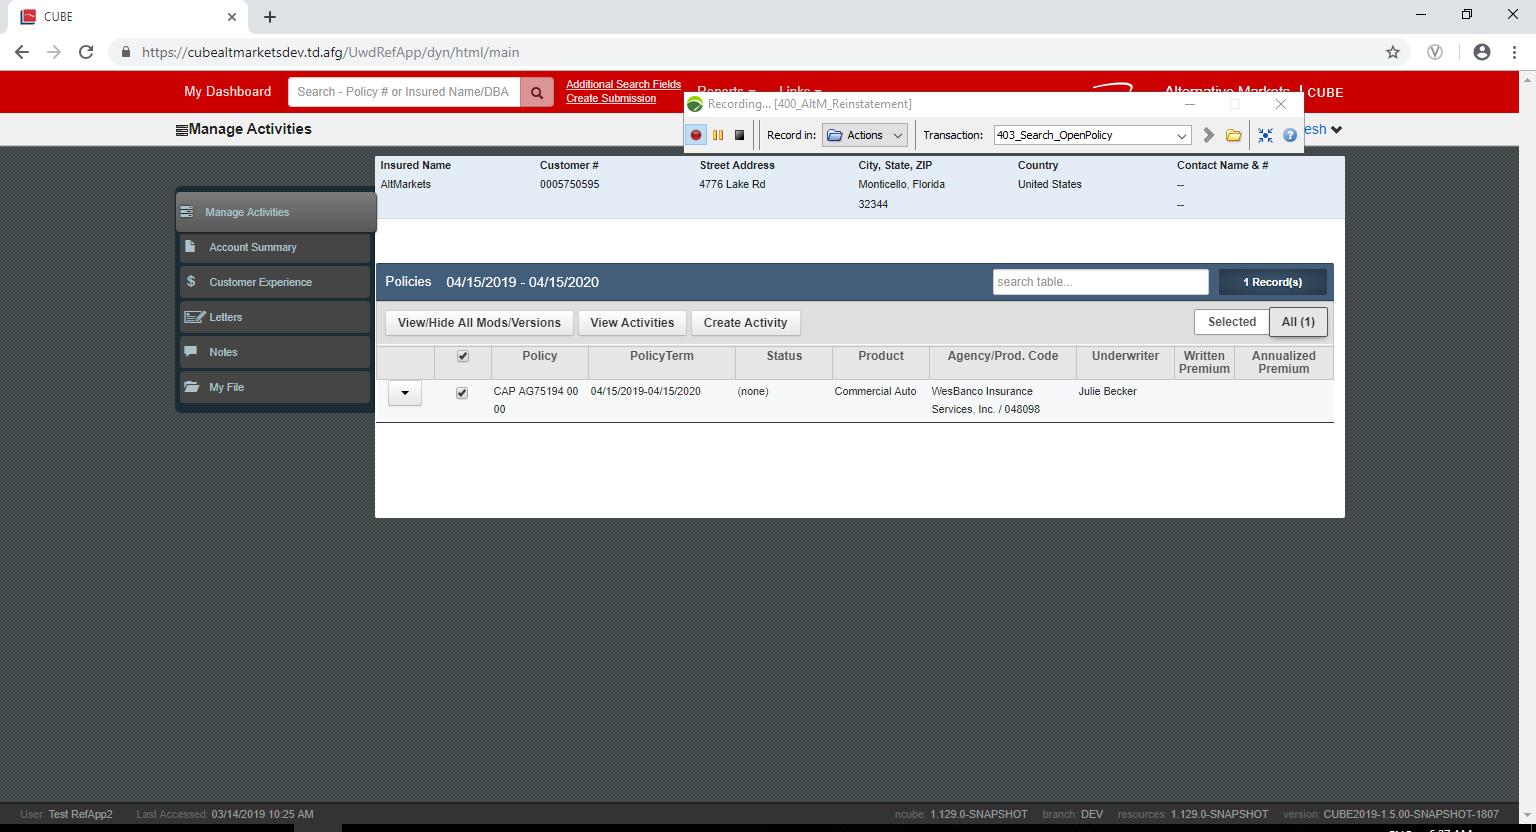 CUBE
https://cubealtmarketsdev.td.afg/UwdRefApp/dyn/html/main
My Dashboard
Search - Policy # or Insured Name/DBA
Additional Search Fields
Create Submission
Reports
Links
Alternative Markets | CUBE
Recording... [400_AltM_Reinstatement]
Record in: Actions Transaction: 403_Search_OpenPolicy
Manage Activities
esh
Insured Name Customer # Street Address City, State, ZIP Country Contact Name & #
AltMarkets 0005750595 4776 Lake Rd Monticello, Florida United States --
32344 --
Manage Activities
Account Summary
Customer Experience
Letters
Notes
My File
Policies 04/15/2019 - 04/15/2020 search table... 1 Record(s)
View/Hide All Mods/Versions View Activities Create Activity Selected All (1)
Policy PolicyTerm Status Product Agency/Prod. Code Underwriter Written Annualized
Premium Premium
CAP AG75194 00 04/15/2019-04/15/2020 (none) Commercial Auto WesBanco Insurance Julie Becker
00 Services, Inc. / 048098
User: Test RefApp2 Last Accessed: 03/14/2019 10:25 AM ncube: 1.129.0-SNAPSHOT branch: DEV resources: 1.129.0-SNAPSHOT version: CUBE2019-1.5.00-SNAPSHOT-1807